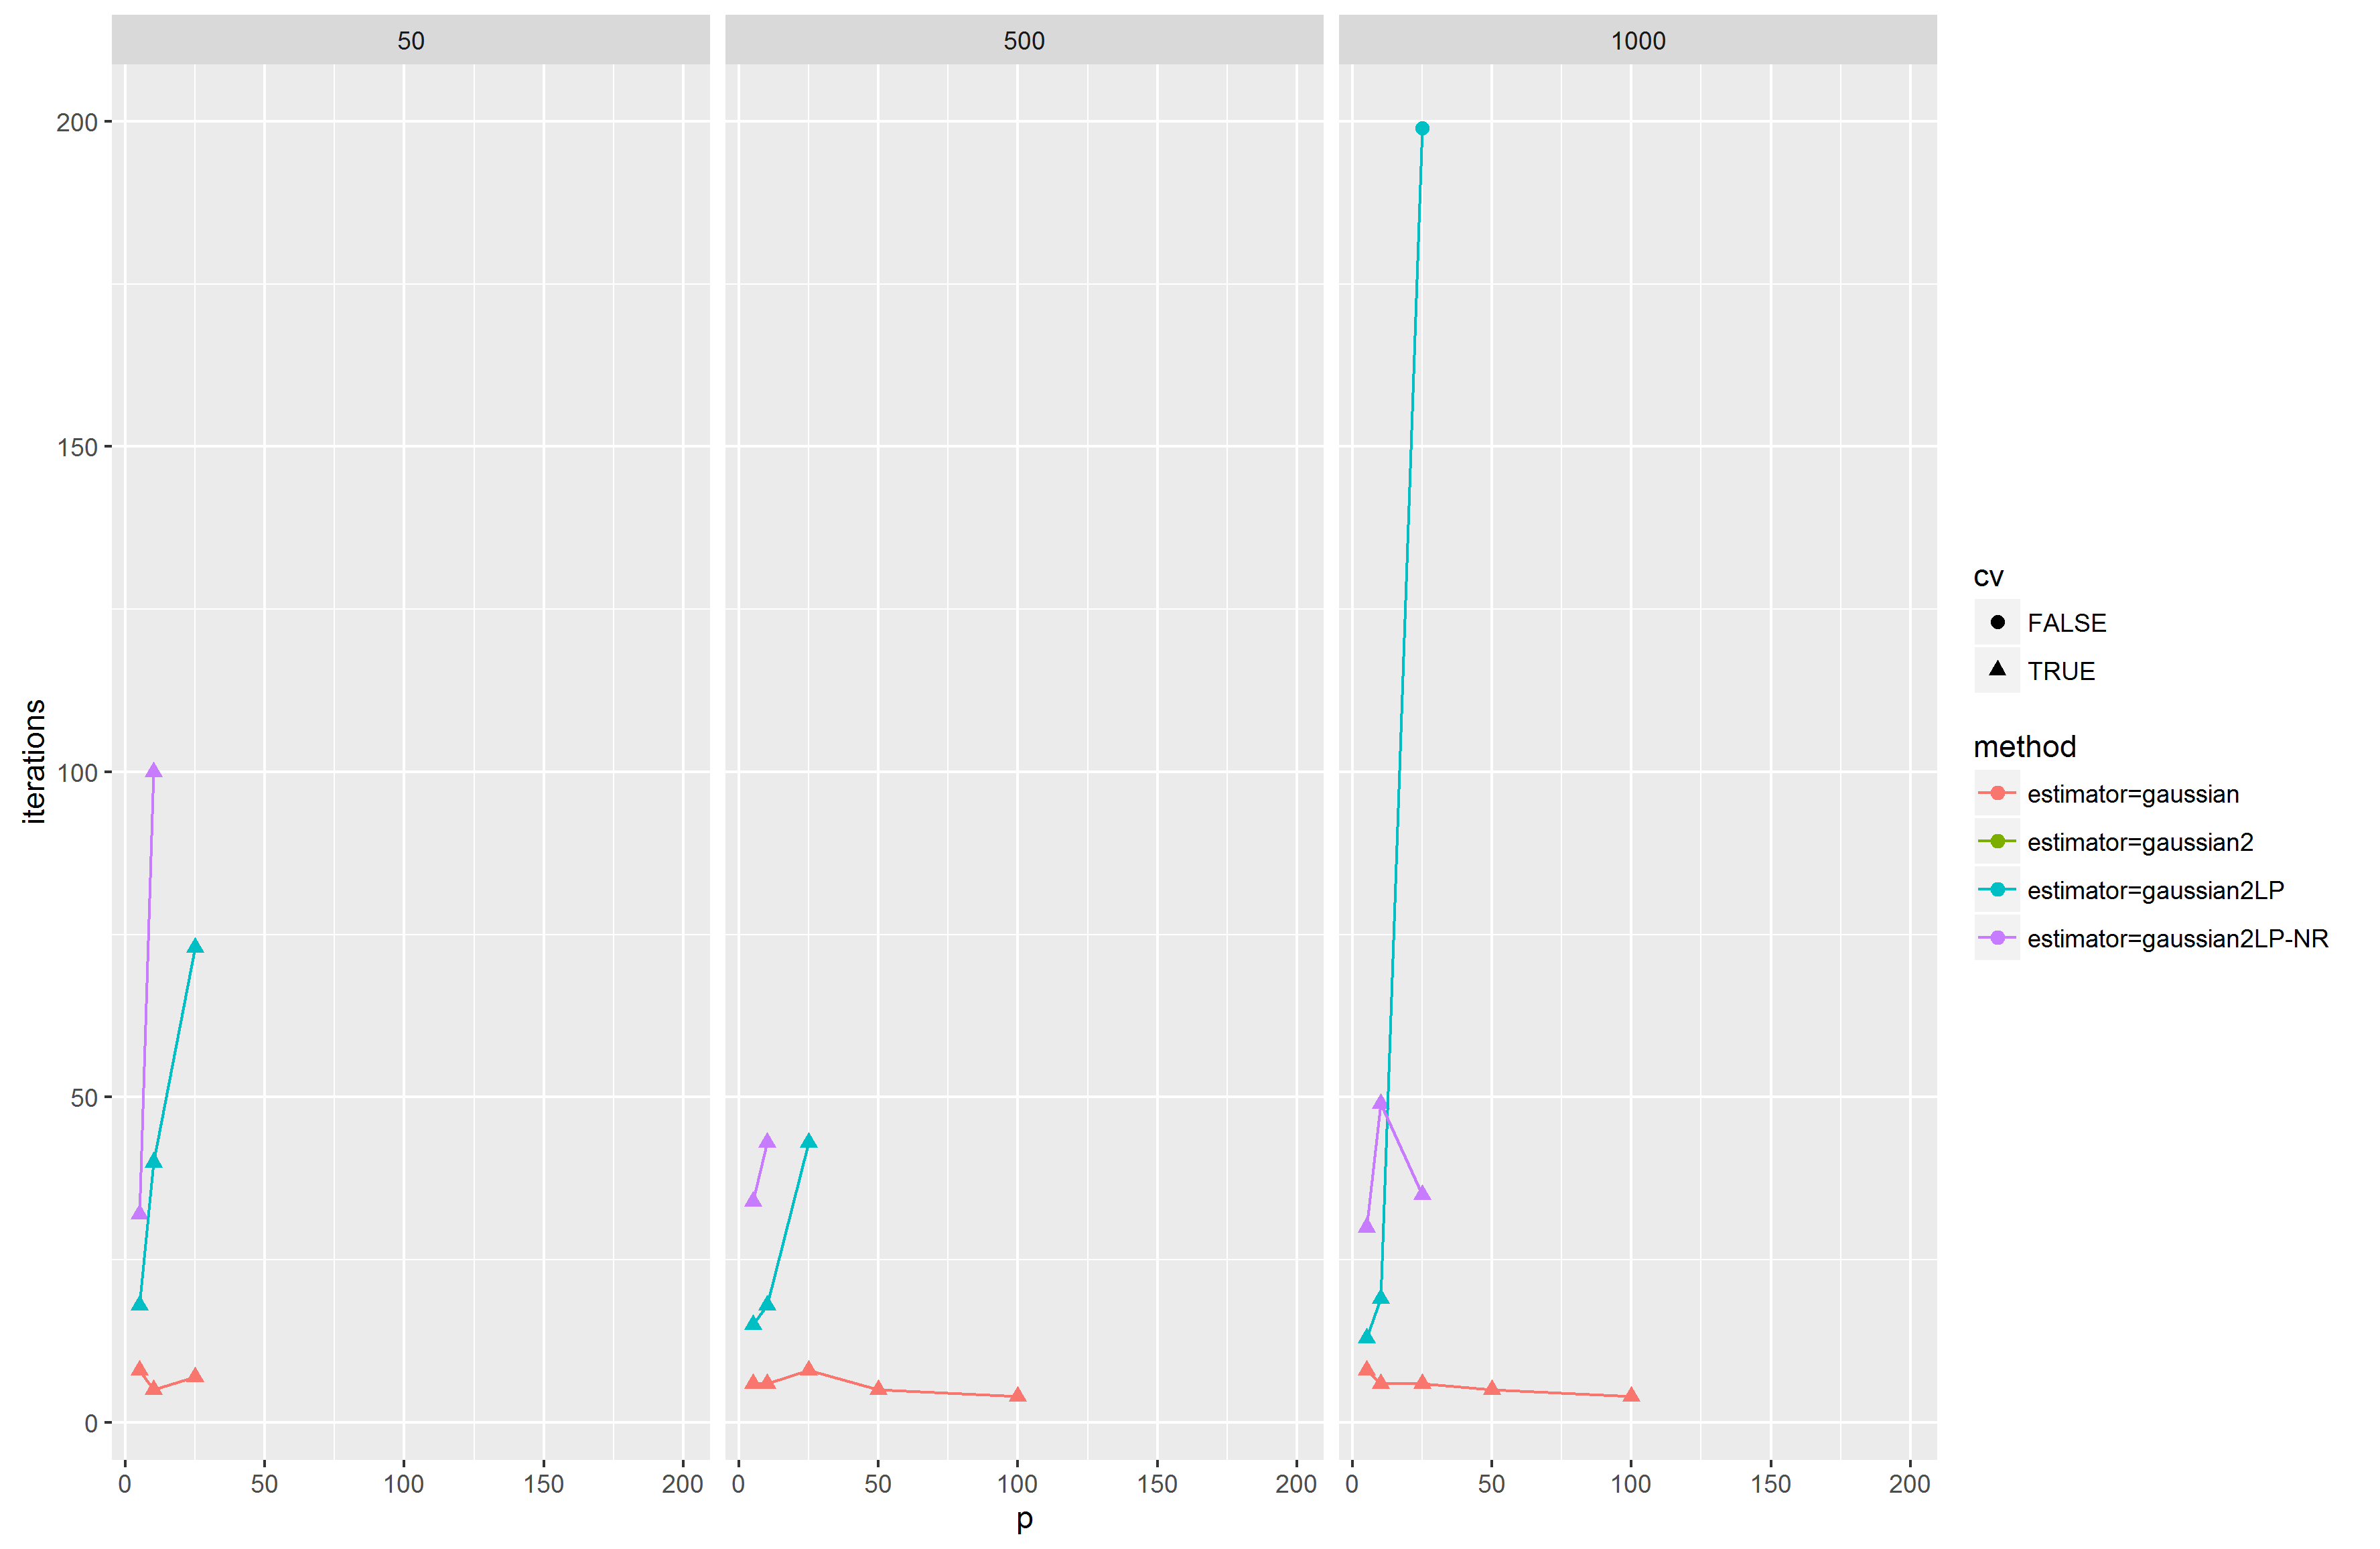 50
500
1000
200
150
100
50
0
iterations
0 50 100 150 200
0 50 100 150 200
0 50 100 150 200
p
cv
FALSE
TRUE
method
estimator=gaussian
estimator=gaussian2
estimator=gaussian2LP
estimator=gaussian2LP-NR